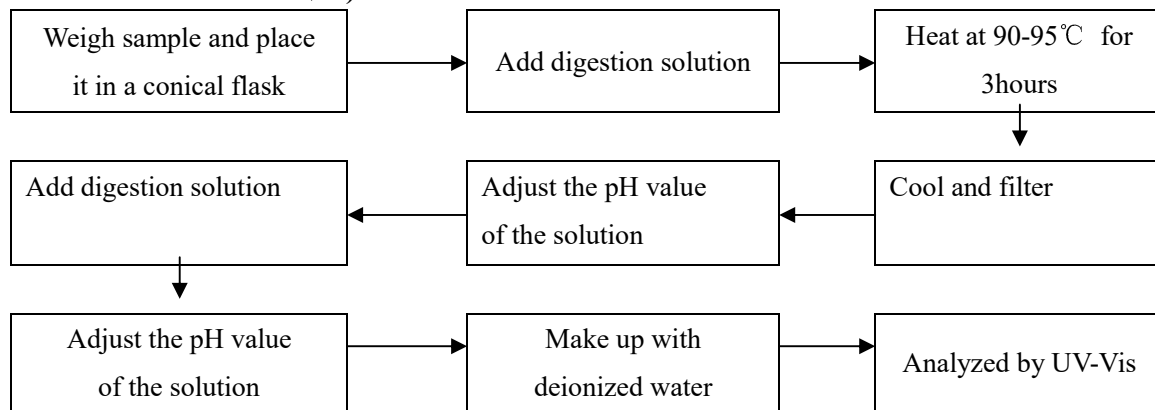 Weigh sample and place
it in a conical flask
Add digestion solution
Heat at 90-95℃ for
3hours
Cool and filter
Adjust the pH value
of the solution
Add digestion solution
Adjust the pH value
of the solution
Make up with
deionized water
Analyzed by UV-Vis